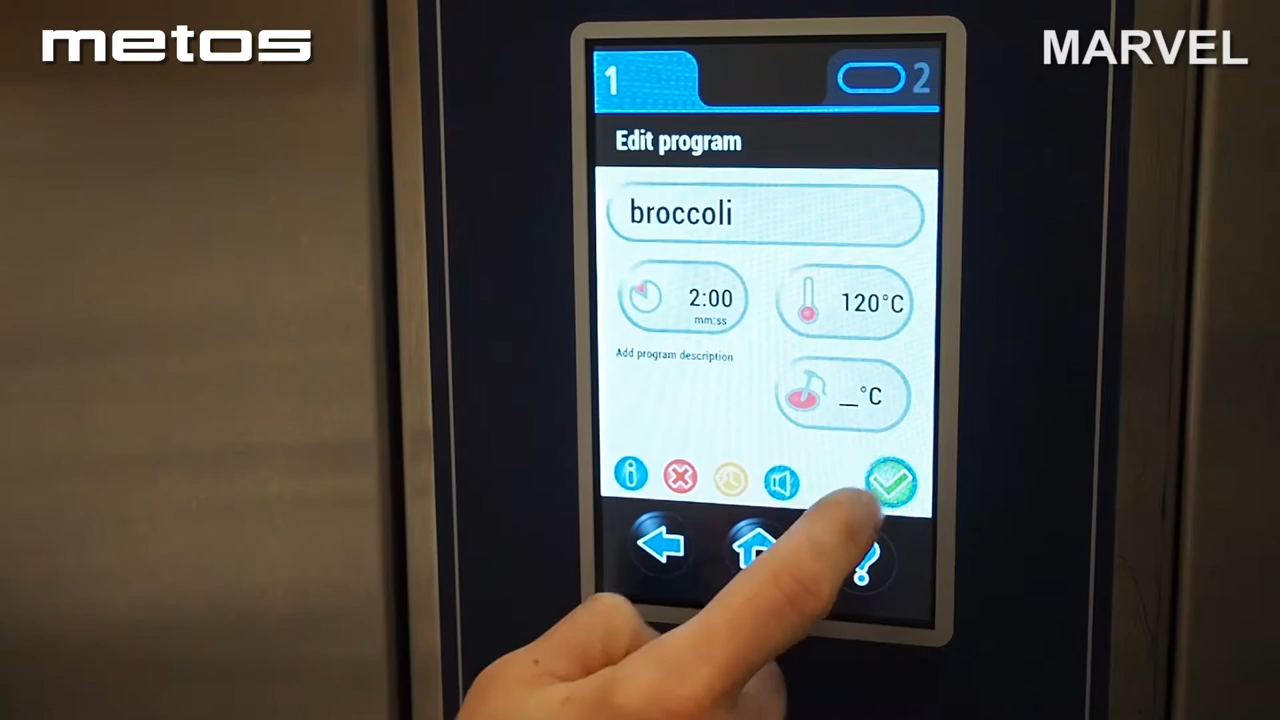 metos
MARVEL
1
2
Edit program
broccoli
2:00
mm:ss
120°C
Add program description
_°C
i
?